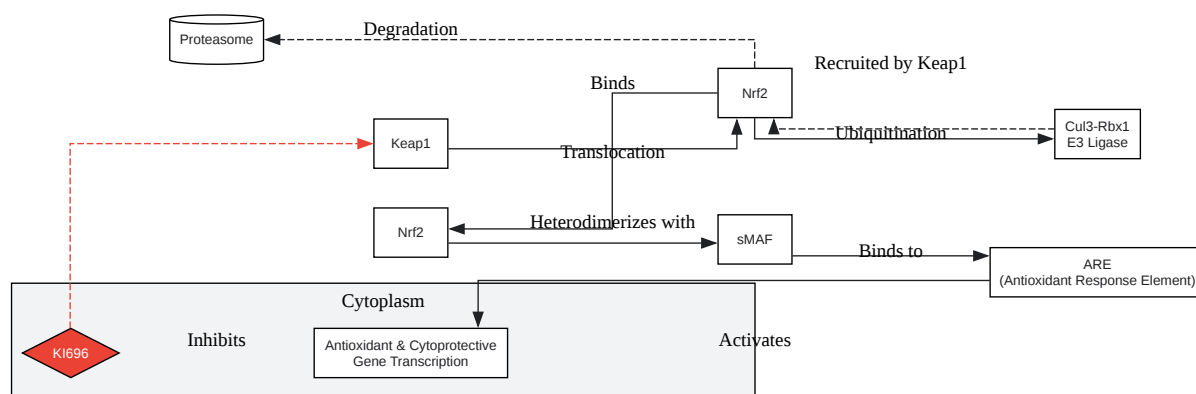 Degradation
Proteasome
Recruited by Keap1
Binds
Nrf2
Cul3-Rbx1
E3 Ligase
Ubiquitination
Keap1
Translocation
Nrf2
Heterodimerizes with
sMAF
Binds to
ARE
(Antioxidant Response Element)
Cytoplasm
Inhibits
Activates
KI696
Antioxidant & Cytoprotective
Gene Transcription